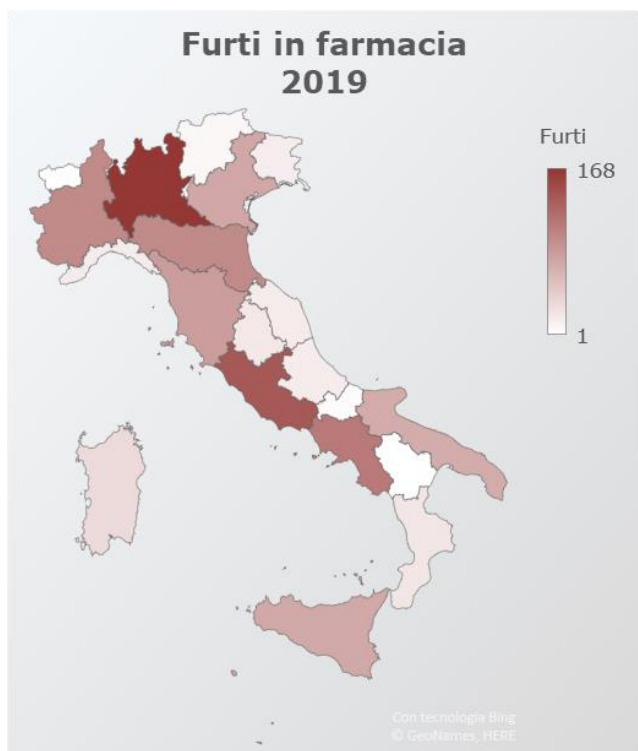 Furti in farmacia
2019
Furti
168
1
Con tecnologia Bing
© GeoNames, HERE